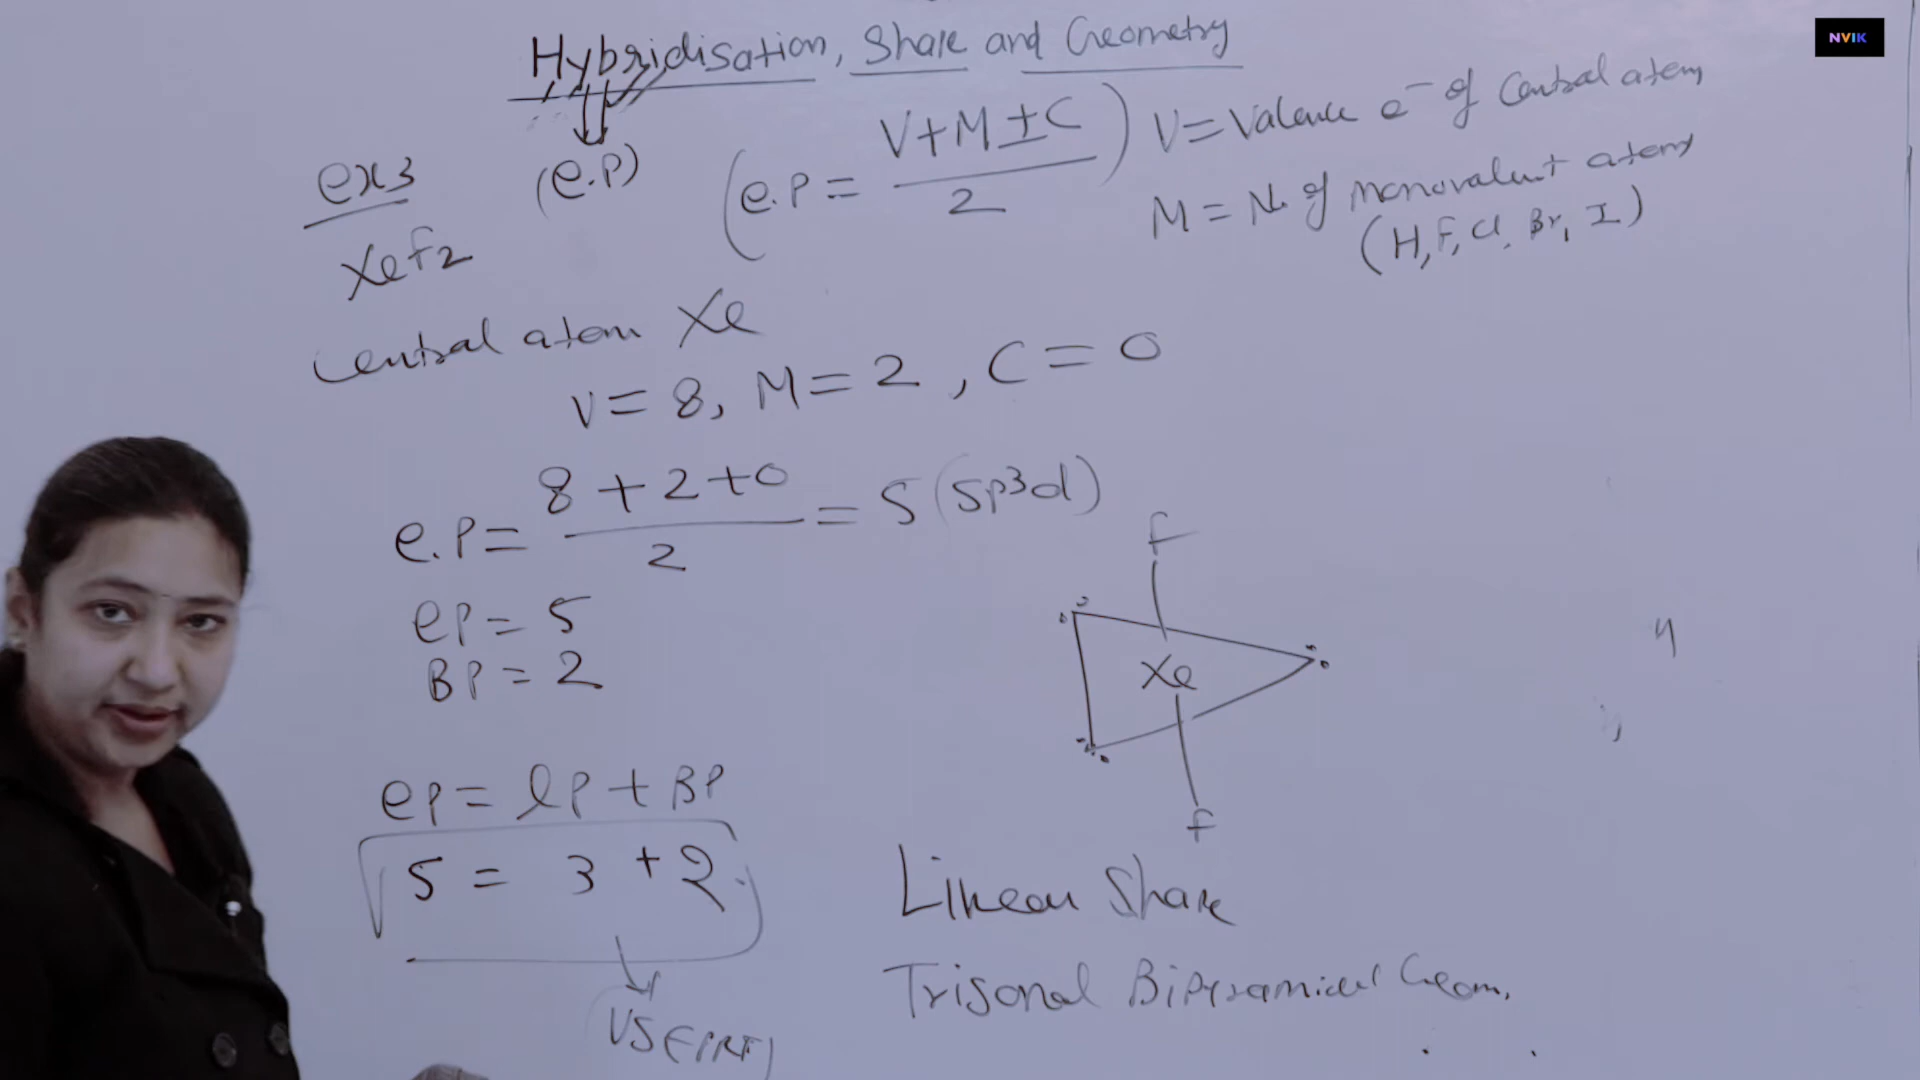 NVIK
Hybridisation, Shape and Geometry
ex3
(e.p)
(e.p = V+M±C / 2)
V = Valence e⁻ of Central atom
M = No. of monovalent atoms
(H, F, Cl, Br, I)
XeF2
Central atom Xe
V = 8, M = 2, C = 0
e.p = 8 + 2 + 0 / 2 = 5 (sp³d)
ep = 5
BP = 2
ep = lp + BP
5 = 3 + 2
VSEPRT
F
Xe
F
Linear Shape
Trigonal Bipyramidal Geom.